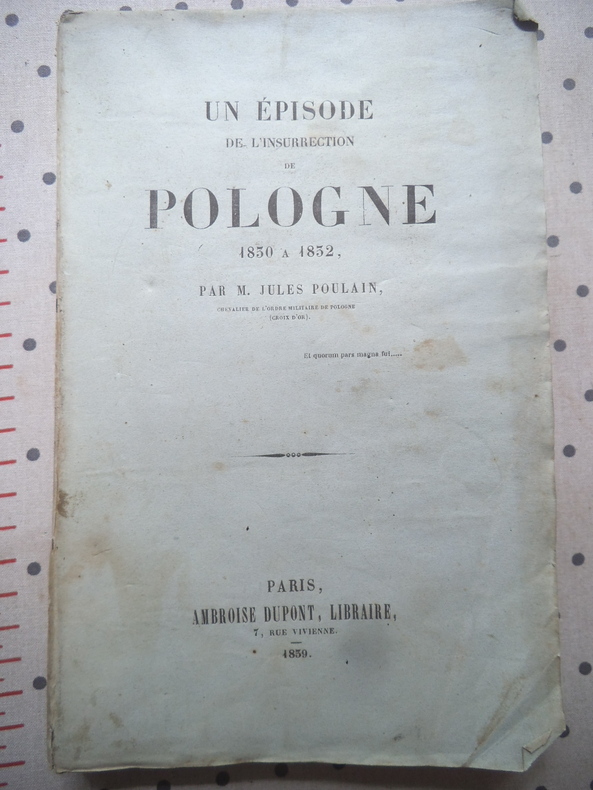 UN ÉPISODE
DE L'INSURRECTION
DE
POLOGNE
1830 A 1832,
PAR M. JULES POULAIN,
CHEVALIER DE L'ORDRE MILITAIRE DE POLOGNE
(CROIX D'OR).
Et quorum pars magna fui.....
PARIS,
AMBROISE DUPONT, LIBRAIRE,
7, RUE VIVIENNE.
1839.